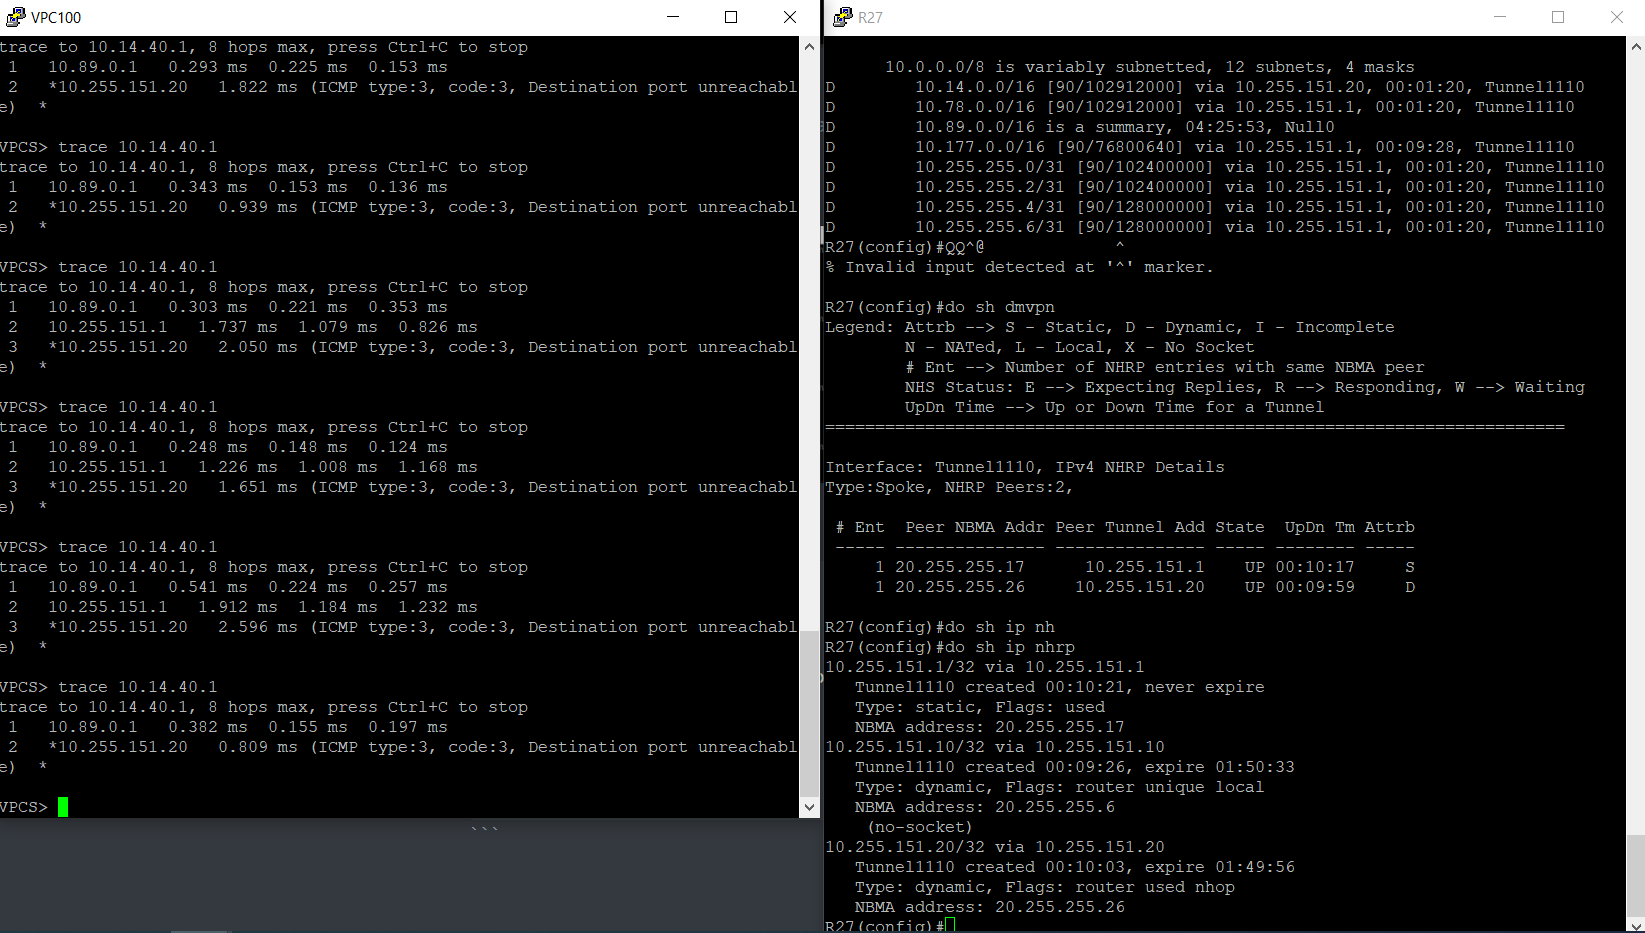 VPC100
trace to 10.14.40.1, 8 hops max, press Ctrl+C to stop
1   10.89.0.1   0.293 ms  0.225 ms  0.153 ms
2   *10.255.151.20   1.822 ms (ICMP type:3, code:3, Destination port unreachabl
e)  *
VPCS> trace 10.14.40.1
trace to 10.14.40.1, 8 hops max, press Ctrl+C to stop
1   10.89.0.1   0.343 ms  0.153 ms  0.136 ms
2   *10.255.151.20   0.939 ms (ICMP type:3, code:3, Destination port unreachabl
e)  *
VPCS> trace 10.14.40.1
trace to 10.14.40.1, 8 hops max, press Ctrl+C to stop
1   10.89.0.1   0.303 ms  0.221 ms  0.353 ms
2   10.255.151.1   1.737 ms  1.079 ms  0.826 ms
3   *10.255.151.20   2.050 ms (ICMP type:3, code:3, Destination port unreachabl
e)  *
VPCS> trace 10.14.40.1
trace to 10.14.40.1, 8 hops max, press Ctrl+C to stop
1   10.89.0.1   0.248 ms  0.148 ms  0.124 ms
2   10.255.151.1   1.226 ms  1.008 ms  1.168 ms
3   *10.255.151.20   1.651 ms (ICMP type:3, code:3, Destination port unreachabl
e)  *
VPCS> trace 10.14.40.1
trace to 10.14.40.1, 8 hops max, press Ctrl+C to stop
1   10.89.0.1   0.541 ms  0.224 ms  0.257 ms
2   10.255.151.1   1.912 ms  1.184 ms  1.232 ms
3   *10.255.151.20   2.596 ms (ICMP type:3, code:3, Destination port unreachabl
e)  *
VPCS> trace 10.14.40.1
trace to 10.14.40.1, 8 hops max, press Ctrl+C to stop
1   10.89.0.1   0.382 ms  0.155 ms  0.197 ms
2   *10.255.151.20   0.809 ms (ICMP type:3, code:3, Destination port unreachabl
e)  *
VPCS>
```
R27
10.0.0.0/8 is variably subnetted, 12 subnets, 4 masks
D        10.14.0.0/16 [90/102912000] via 10.255.151.20, 00:01:20, Tunnel1110
D        10.78.0.0/16 [90/102912000] via 10.255.151.1, 00:01:20, Tunnel1110
D        10.89.0.0/16 is a summary, 04:25:53, Null0
D        10.177.0.0/16 [90/76800640] via 10.255.151.1, 00:09:28, Tunnel1110
D        10.255.255.0/31 [90/102400000] via 10.255.151.1, 00:01:20, Tunnel1110
D        10.255.255.2/31 [90/102400000] via 10.255.151.1, 00:01:20, Tunnel1110
D        10.255.255.4/31 [90/128000000] via 10.255.151.1, 00:01:20, Tunnel1110
D        10.255.255.6/31 [90/128000000] via 10.255.151.1, 00:01:20, Tunnel1110
R27(config)#QQ^@             ^
% Invalid input detected at '^' marker.
R27(config)#do sh dmvpn
Legend: Attrb --> S - Static, D - Dynamic, I - Incomplete
N - NATed, L - Local, X - No Socket
# Ent --> Number of NHRP entries with same NBMA peer
NHS Status: E --> Expecting Replies, R --> Responding, W --> Waiting
UpDn Time --> Up or Down Time for a Tunnel
==========================================================================
Interface: Tunnel1110, IPv4 NHRP Details
Type:Spoke, NHRP Peers:2,
# Ent  Peer NBMA Addr Peer Tunnel Add State  UpDn Tm Attrb
----- --------------- --------------- ----- -------- -----
1 20.255.255.17      10.255.151.1    UP 00:10:17     S
1 20.255.255.26     10.255.151.20    UP 00:09:59     D
R27(config)#do sh ip nh
R27(config)#do sh ip nhrp
10.255.151.1/32 via 10.255.151.1
Tunnel1110 created 00:10:21, never expire
Type: static, Flags: used
NBMA address: 20.255.255.17
10.255.151.10/32 via 10.255.151.10
Tunnel1110 created 00:09:26, expire 01:50:33
Type: dynamic, Flags: router unique local
NBMA address: 20.255.255.6
(no-socket)
10.255.151.20/32 via 10.255.151.20
Tunnel1110 created 00:10:03, expire 01:49:56
Type: dynamic, Flags: router used nhop
NBMA address: 20.255.255.26
R27(config)#